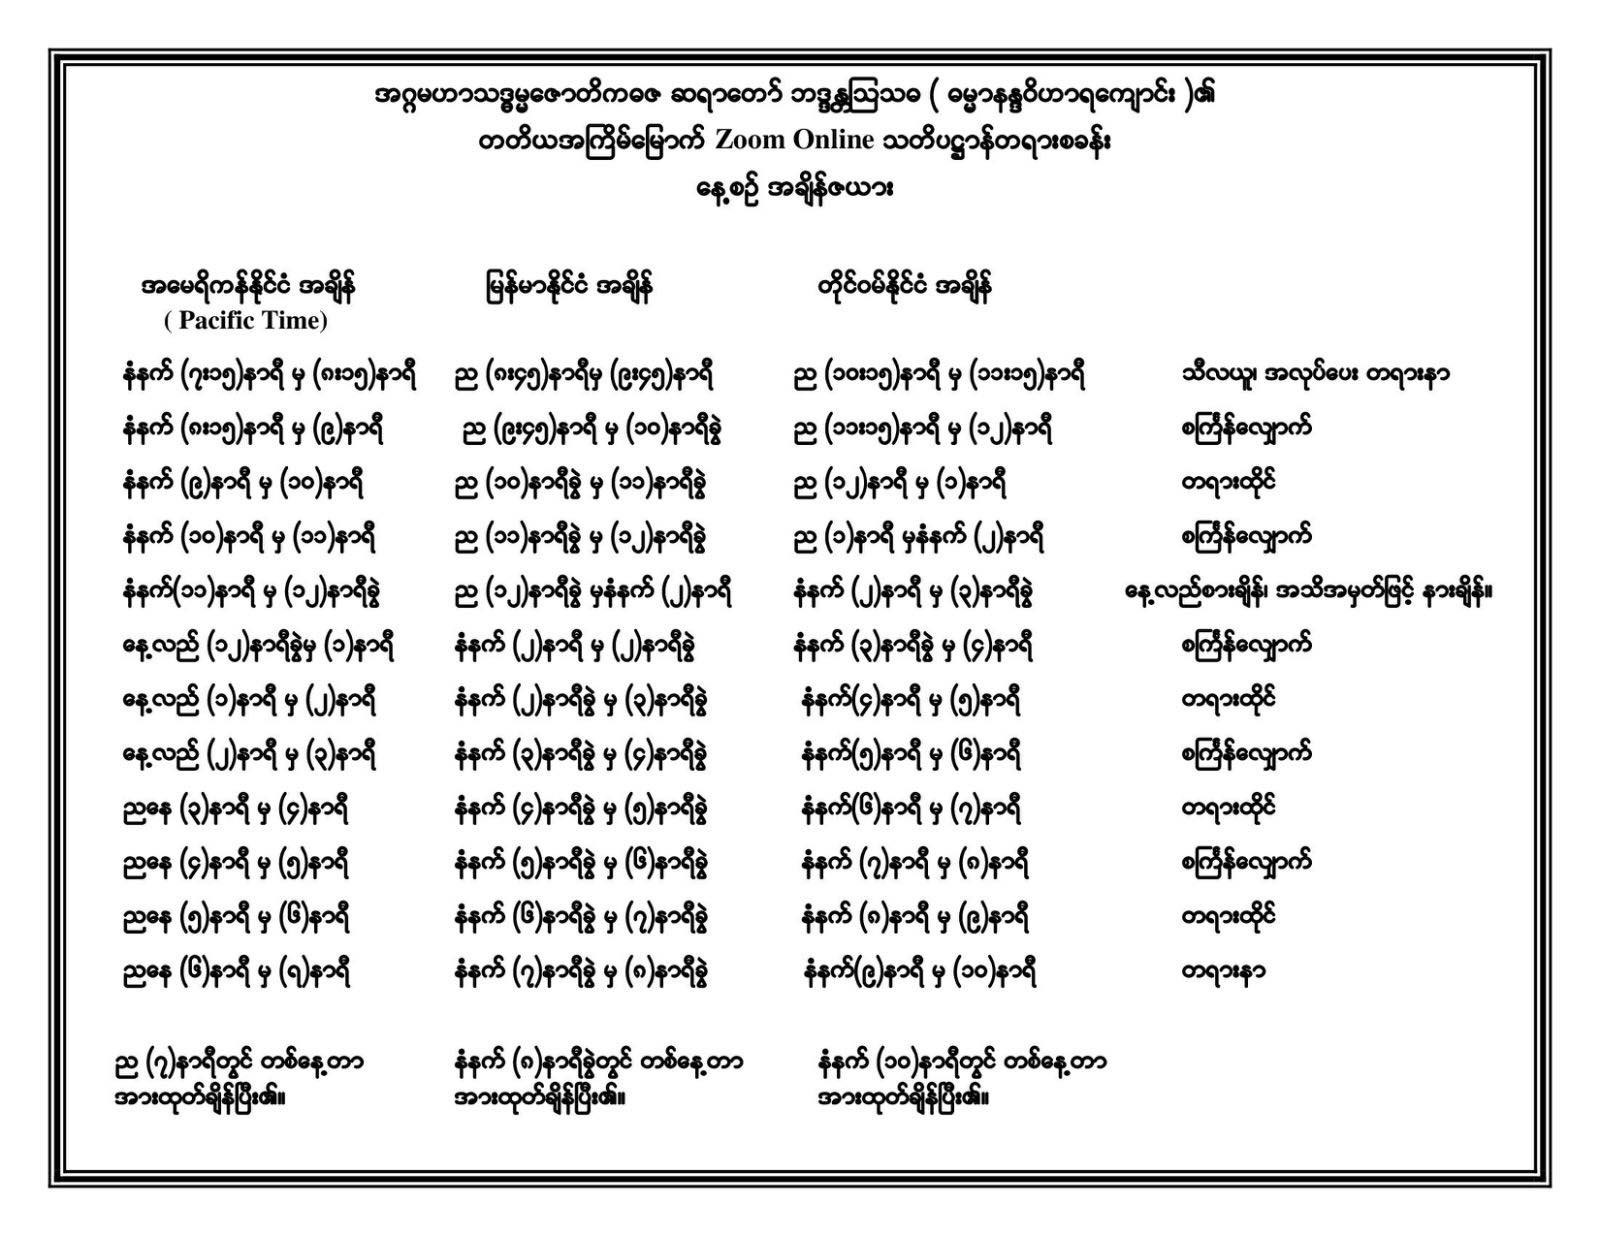 အဂ္ဂမဟာသဒ္ဓမ္မဇောတိကဓဇ ဆရာတော် ဘဒ္ဒန္တဩသဓ ( ဓမ္မာနန္ဒဝိဟာရကျောင်း )၏
တတိယအကြိမ်မြောက် Zoom Online သတိပဋ္ဌာန်တရားစခန်း
နေ့စဉ် အချိန်ဇယား
အမေရိကန်နိုင်ငံ အချိန် မြန်မာနိုင်ငံ အချိန် တိုင်ဝမ်နိုင်ငံ အချိန်
( Pacific Time)
နံနက် (၇း၁၅)နာရီ မှ (၈း၁၅)နာရီ ည (၈း၄၅)နာရီမှ (၉း၄၅)နာရီ ည (၁၀း၁၅)နာရီ မှ (၁၁း၁၅)နာရီ သီလယူ၊ အလုပ်ပေး တရားနာ
နံနက် (၈း၁၅)နာရီ မှ (၉)နာရီ ည (၉း၄၅)နာရီ မှ (၁၀)နာရီခွဲ ည (၁၁း၁၅)နာရီ မှ (၁၂)နာရီ စင်္ကြံန်လျှောက်
နံနက် (၉)နာရီ မှ (၁၀)နာရီ ည (၁၀)နာရီခွဲ မှ (၁၁)နာရီခွဲ ည (၁၂)နာရီ မှ (၁)နာရီ တရားထိုင်
နံနက် (၁၀)နာရီ မှ (၁၁)နာရီ ည (၁၁)နာရီခွဲ မှ (၁၂)နာရီခွဲ ည (၁)နာရီ မှနံနက် (၂)နာရီ စင်္ကြံန်လျှောက်
နံနက်(၁၁)နာရီ မှ (၁၂)နာရီခွဲ ည (၁၂)နာရီခွဲ မှနံနက် (၂)နာရီ နံနက် (၂)နာရီ မှ (၃)နာရီခွဲ နေ့လည်စားချိန်၊ အသိအမှတ်ဖြင့် နားချိန်။
နေ့လည် (၁၂)နာရီခွဲမှ (၁)နာရီ နံနက် (၂)နာရီ မှ (၂)နာရီခွဲ နံနက် (၃)နာရီခွဲ မှ (၄)နာရီ စင်္ကြံန်လျှောက်
နေ့လည် (၁)နာရီ မှ (၂)နာရီ နံနက် (၂)နာရီခွဲ မှ (၃)နာရီခွဲ နံနက်(၄)နာရီ မှ (၅)နာရီ တရားထိုင်
နေ့လည် (၂)နာရီ မှ (၃)နာရီ နံနက် (၃)နာရီခွဲ မှ (၄)နာရီခွဲ နံနက်(၅)နာရီ မှ (၆)နာရီ စင်္ကြံန်လျှောက်
ညနေ (၃)နာရီ မှ (၄)နာရီ နံနက် (၄)နာရီခွဲ မှ (၅)နာရီခွဲ နံနက်(၆)နာရီ မှ (၇)နာရီ တရားထိုင်
ညနေ (၄)နာရီ မှ (၅)နာရီ နံနက် (၅)နာရီခွဲ မှ (၆)နာရီခွဲ နံနက် (၇)နာရီ မှ (၈)နာရီ စင်္ကြံန်လျှောက်
ညနေ (၅)နာရီ မှ (၆)နာရီ နံနက် (၆)နာရီခွဲ မှ (၇)နာရီခွဲ နံနက် (၈)နာရီ မှ (၉)နာရီ တရားထိုင်
ညနေ (၆)နာရီ မှ (ရ)နာရီ နံနက် (၇)နာရီခွဲ မှ (၈)နာရီခွဲ နံနက်(၉)နာရီ မှ (၁၀)နာရီ တရားနာ
ည (၇)နာရီတွင် တစ်နေ့တာ နံနက် (၈)နာရီခွဲတွင် တစ်နေ့တာ နံနက် (၁၀)နာရီတွင် တစ်နေ့တာ
အားထုတ်ချိန်ပြီး၏။ အားထုတ်ချိန်ပြီး၏။ အားထုတ်ချိန်ပြီး၏။